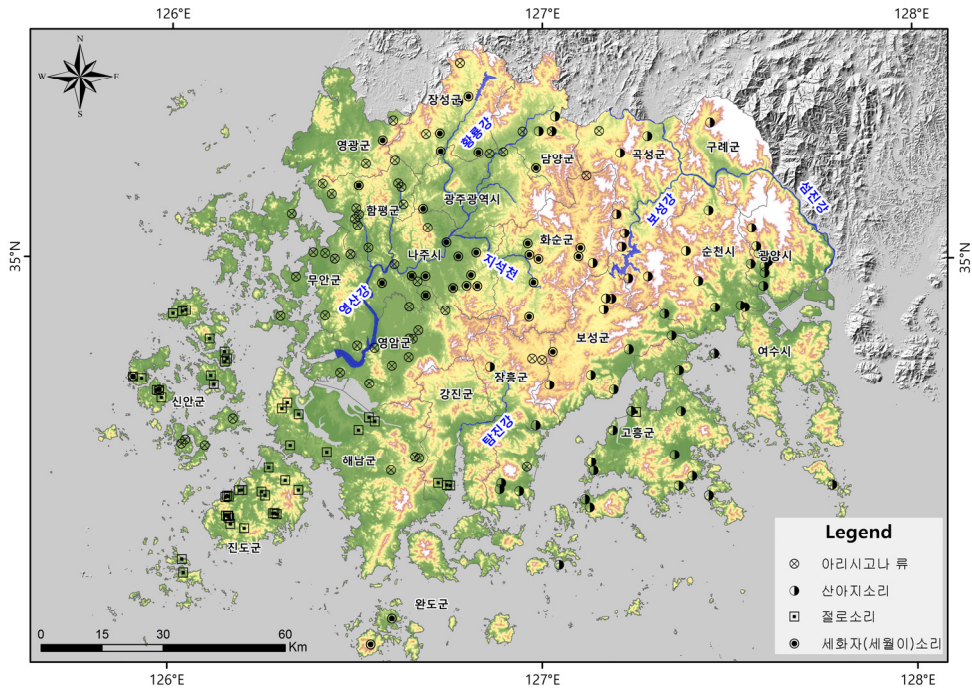 126°E
127°E
128°E
N
W
E
S
장성군
황룡강
영광군
담양군
곡성군
구례군
섬진강
광주광역시
함평군
보성강
화순군
순천시
광양시
나주시
지석천
35°N
35°N
무안군
영산강
영암군
보성군
여수시
장흥군
강진군
신안군
탐진강
고흥군
해남군
진도군
완도군
Legend
아리시고나 류
산아지소리
절로소리
세화자(세월이)소리
0
15
30
60
Km
126°E
127°E
128°E